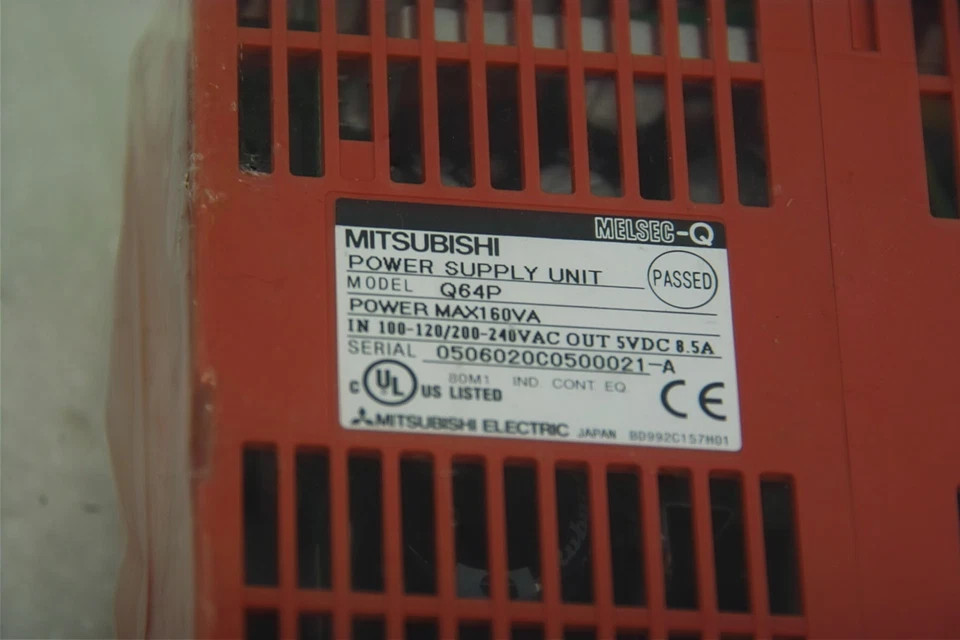 MELSEC-Q
MITSUBISHI
POWER SUPPLY UNIT
PASSED
MODEL Q64P
POWER MAX160VA
IN 100-120/200-240VAC OUT 5VDC 8.5A
SERIAL 0506020C0500021-A
C UL US LISTED 80M1 IND. CONT. EQ. CE
MITSUBISHI ELECTRIC JAPAN BD992C157H01